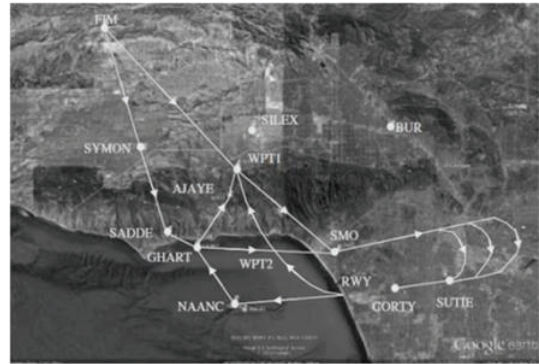 FIM
SILEX
BUR
SYMON
WPT1
AJAYE
SADDE
SMO
GHART
WPT2
RWY
NAANC
GORTY
SUTIE
Google earth